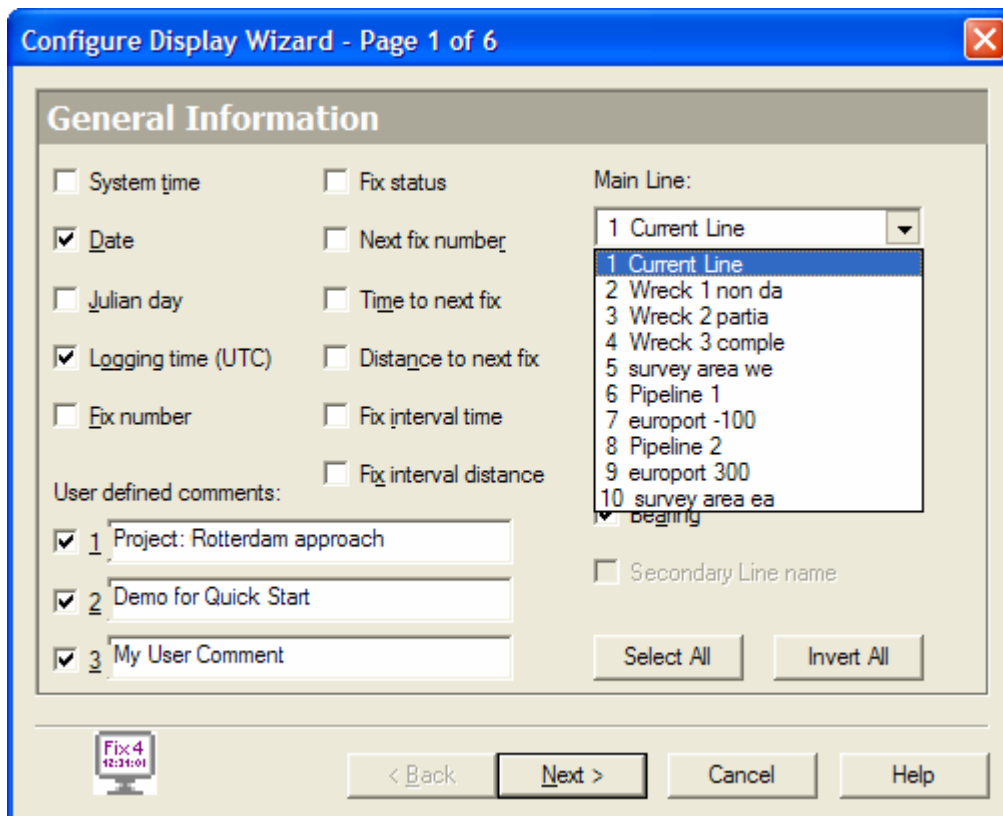 Configure Display Wizard - Page 1 of 6
General Information
System time
Date
Julian day
Logging time (UTC)
Fix number
Fix status
Next fix number
Time to next fix
Distance to next fix
Fix interval time
Fix interval distance
Main Line:
1 Current Line
1 Current Line
2 Wreck 1 non da
3 Wreck 2 partia
4 Wreck 3 comple
5 survey area we
6 Pipeline 1
7 europort -100
8 Pipeline 2
9 europort 300
10 survey area ea
Bearing
Secondary Line name
User defined comments:
1 Project: Rotterdam approach
2 Demo for Quick Start
3 My User Comment
Select All
Invert All
Fix 4
12:34:01
< Back
Next >
Cancel
Help